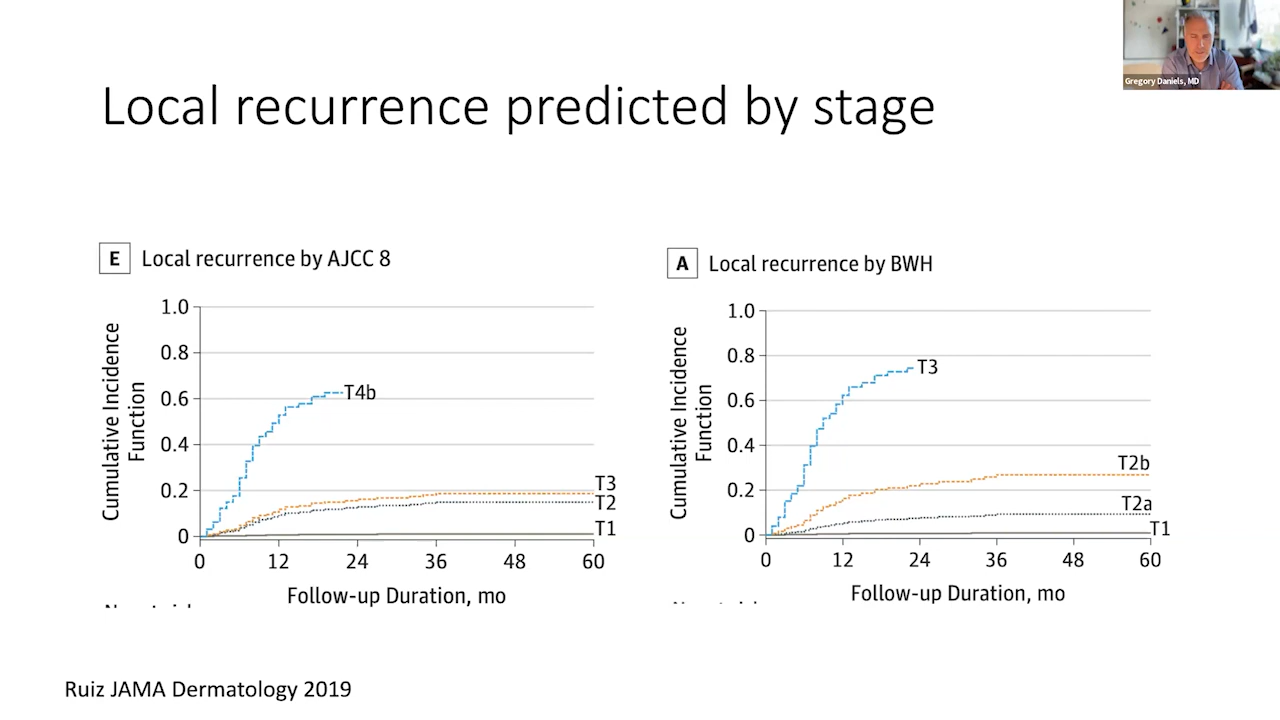 Gregory Daniels, MD
Local recurrence predicted by stage
E Local recurrence by AJCC 8
Cumulative Incidence
Function
1.0
0.8
0.6
0.4
0.2
0
T4b
T3
T2
T1
0 12 24 36 48 60
Follow-up Duration, mo
A Local recurrence by BWH
Cumulative Incidence
Function
1.0
0.8
0.6
0.4
0.2
0
T3
T2b
T2a
T1
0 12 24 36 48 60
Follow-up Duration, mo
Ruiz JAMA Dermatology 2019